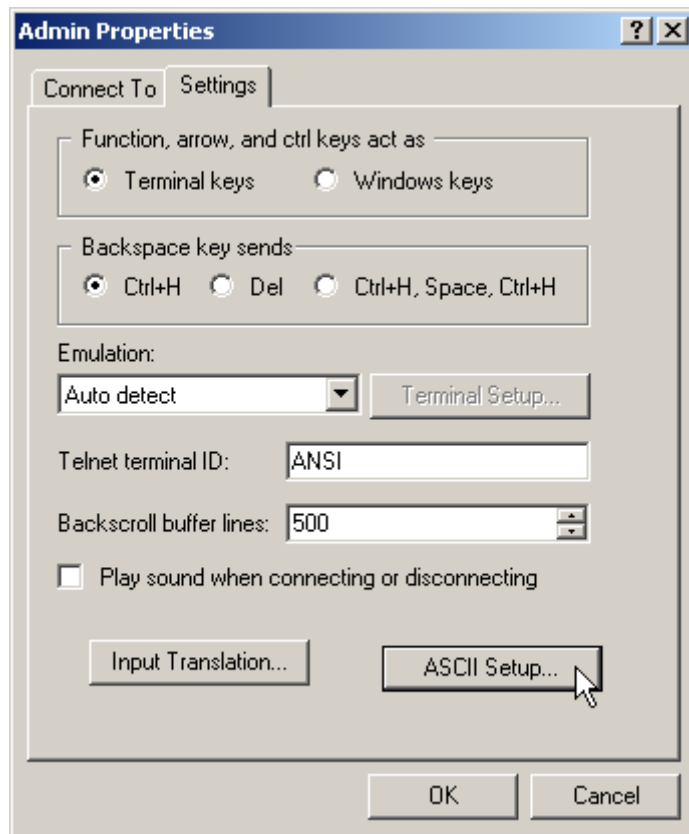 Admin Properties
Connect To Settings
Function, arrow, and ctrl keys act as
Terminal keys Windows keys
Backspace key sends
Ctrl+H Del Ctrl+H, Space, Ctrl+H
Emulation:
Auto detect Terminal Setup...
Telnet terminal ID: ANSI
Backscroll buffer lines: 500
Play sound when connecting or disconnecting
Input Translation... ASCII Setup...
OK Cancel